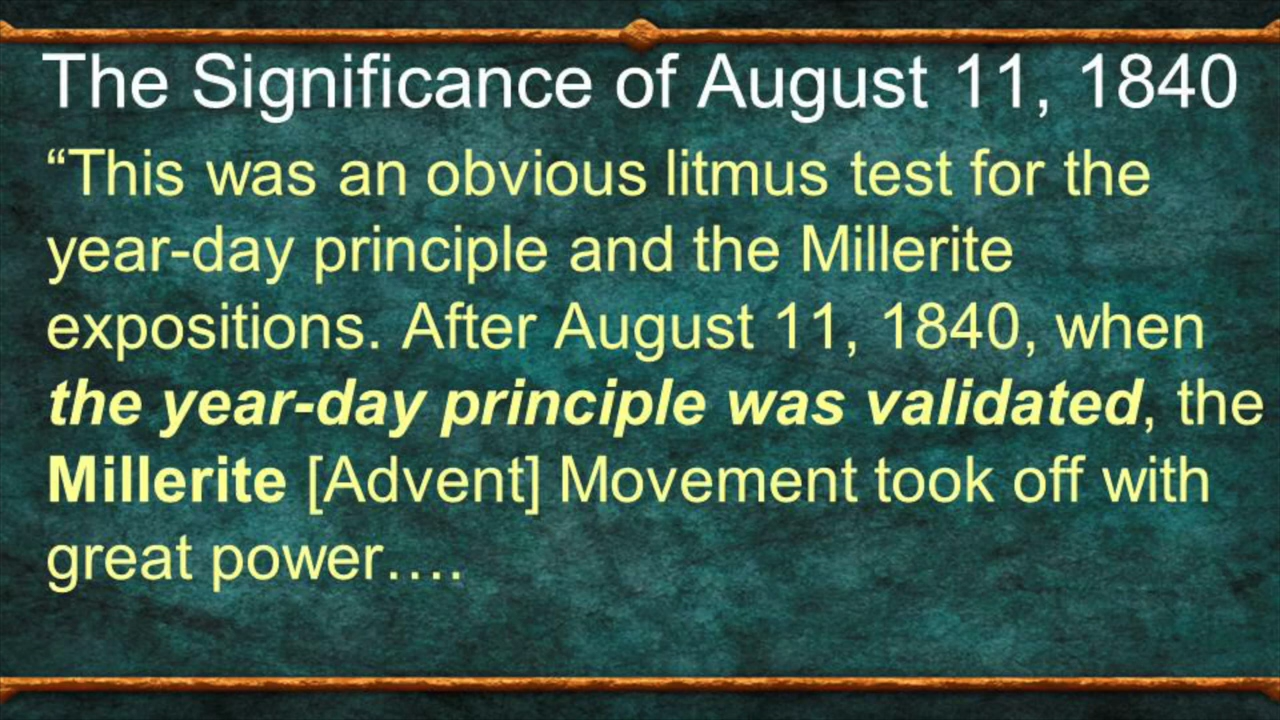 The Significance of August 11, 1840
“This was an obvious litmus test for the
year-day principle and the Millerite
expositions. After August 11, 1840, when
the year-day principle was validated, the
Millerite [Advent] Movement took off with
great power….